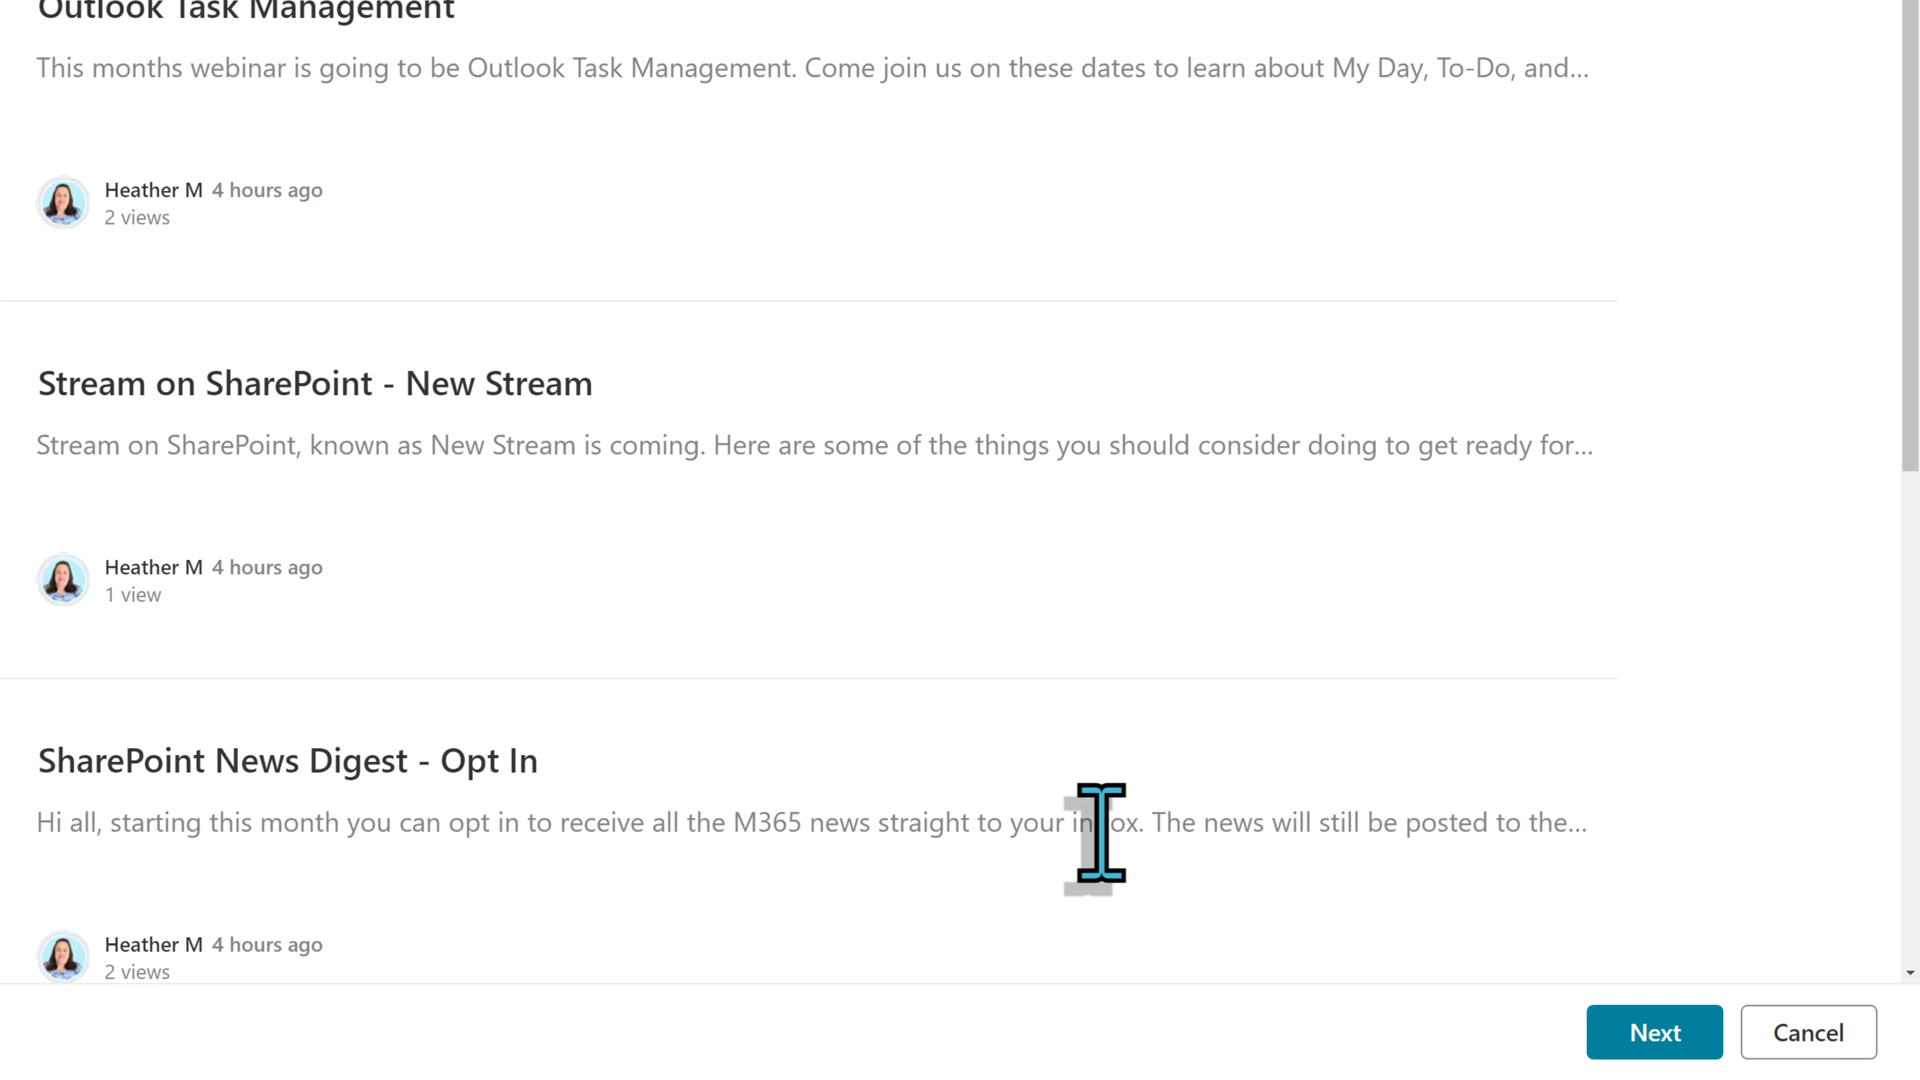 Outlook Task Management
This months webinar is going to be Outlook Task Management. Come join us on these dates to learn about My Day, To-Do, and...
Heather M 4 hours ago
2 views
Stream on SharePoint - New Stream
Stream on SharePoint, known as New Stream is coming. Here are some of the things you should consider doing to get ready for...
Heather M 4 hours ago
1 view
SharePoint News Digest - Opt In
Hi all, starting this month you can opt in to receive all the M365 news straight to your inbox. The news will still be posted to the...
Heather M 4 hours ago
2 views
Next Cancel